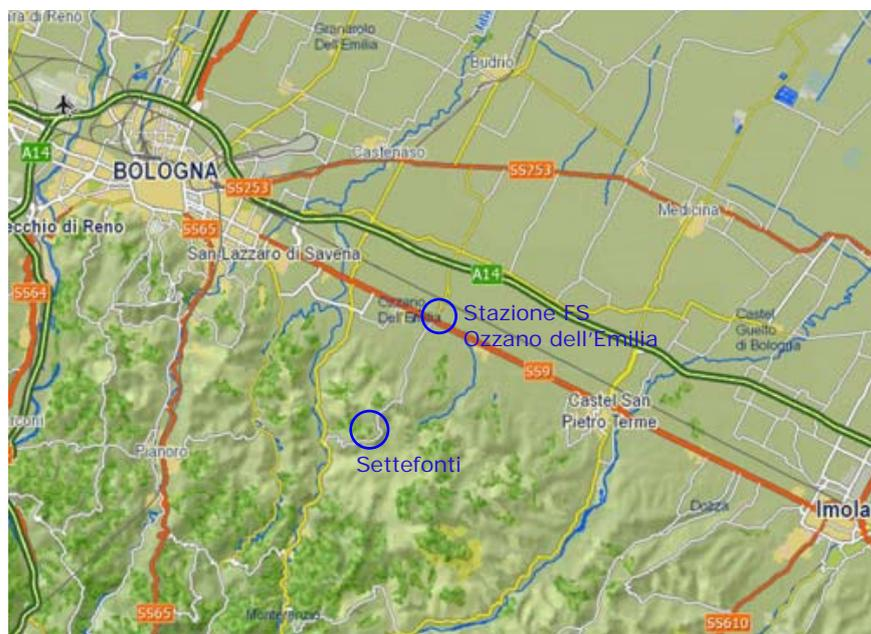 ara di Reno
Granarolo
Dell'Emilia
Budrio
A14
BOLOGNA
SS253
Castenaso
SS253
Medicina
ecchio di Reno
SS65
San Lazzaro di Savena
SS64
A14
Ozzano
Dell'Emilia
Stazione FS
Ozzano dell'Emilia
Castel
Guelfo
di Bologna
SS9
Castel San
Pietro Terme
Settefonti
Pianoro
Dozza
Imola
SS65
Monterenzio
SS610